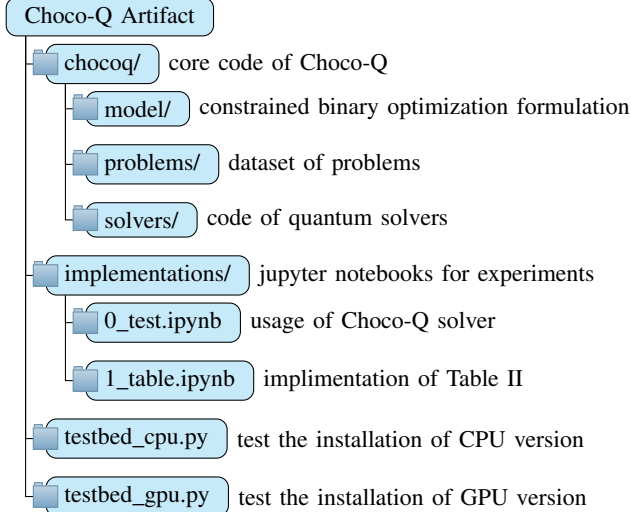 Choco-Q Artifact
chocoq/ core code of Choco-Q
model/ constrained binary optimization formulation
problems/ dataset of problems
solvers/ code of quantum solvers
implementations/ jupyter notebooks for experiments
0_test.ipynb usage of Choco-Q solver
1_table.ipynb implimentation of Table II
testbed_cpu.py test the installation of CPU version
testbed_gpu.py test the installation of GPU version